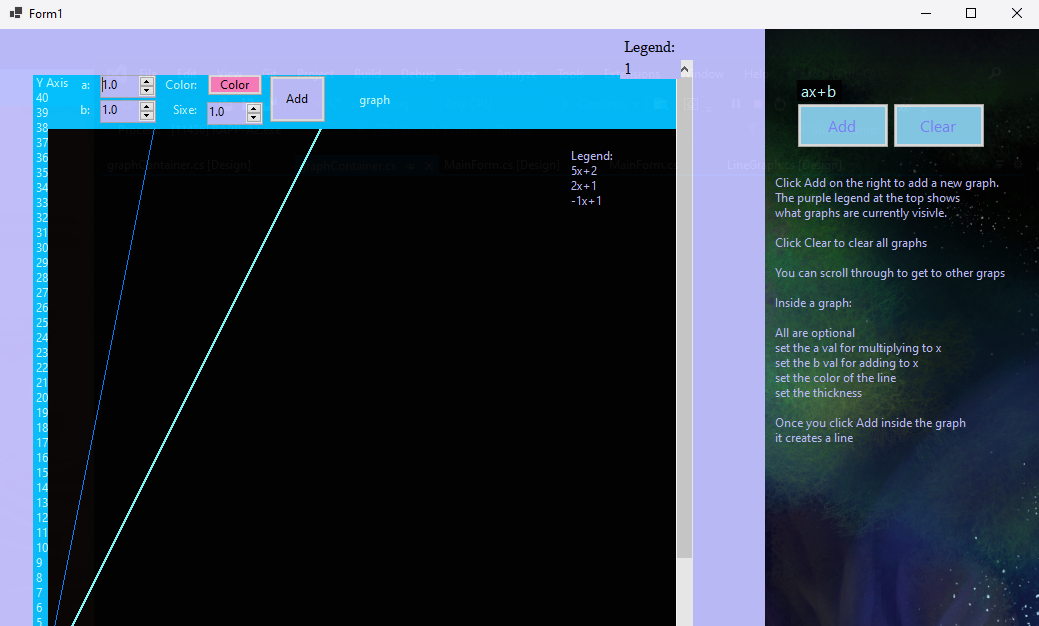 Form1
Legend:
1
Y Axis
a:
1.0
Color:
Color
Add
graph
b:
1.0
Sixe:
1.0
40
39
38
37
36
35
34
33
32
31
30
29
28
27
26
25
24
23
22
21
20
19
18
17
16
15
14
13
12
11
10
9
8
7
6
5
Legend:
5x+2
2x+1
-1x+1
ax+b
Add
Clear
Click Add on the right to add a new graph.
The purple legend at the top shows
what graphs are currently visivle.
Click Clear to clear all graphs
You can scroll through to get to other graps
Inside a graph:
All are optional
set the a val for multiplying to x
set the b val for adding to x
set the color of the line
set the thickness
Once you click Add inside the graph
it creates a line